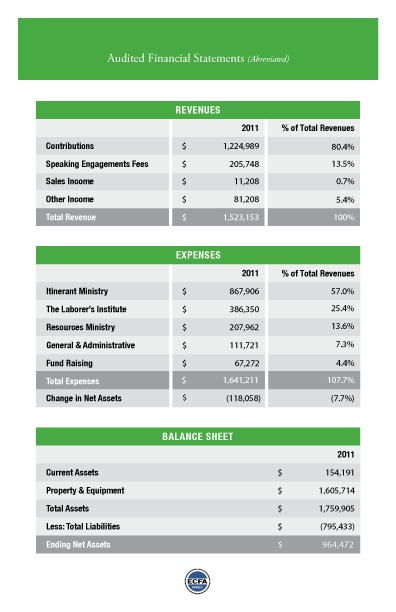 Audited Financial Statements (Abreviated)
REVENUES
2011 % of Total Revenues
Contributions $ 1,224,989 80.4%
Speaking Engagements Fees $ 205,748 13.5%
Sales Income $ 11,208 0.7%
Other Income $ 81,208 5.4%
Total Revenue $ 1,523,153 100%
EXPENSES
2011 % of Total Revenues
Itinerant Ministry $ 867,906 57.0%
The Laborer's Institute $ 386,350 25.4%
Resources Ministry $ 207,962 13.6%
General & Administrative $ 111,721 7.3%
Fund Raising $ 67,272 4.4%
Total Expenses $ 1,641,211 107.7%
Change in Net Assets $ (118,058) (7.7%)
BALANCE SHEET
2011
Current Assets $ 154,191
Property & Equipment $ 1,605,714
Total Assets $ 1,759,905
Less: Total Liabilities $ (795,433)
Ending Net Assets $ 964,472
ECFA